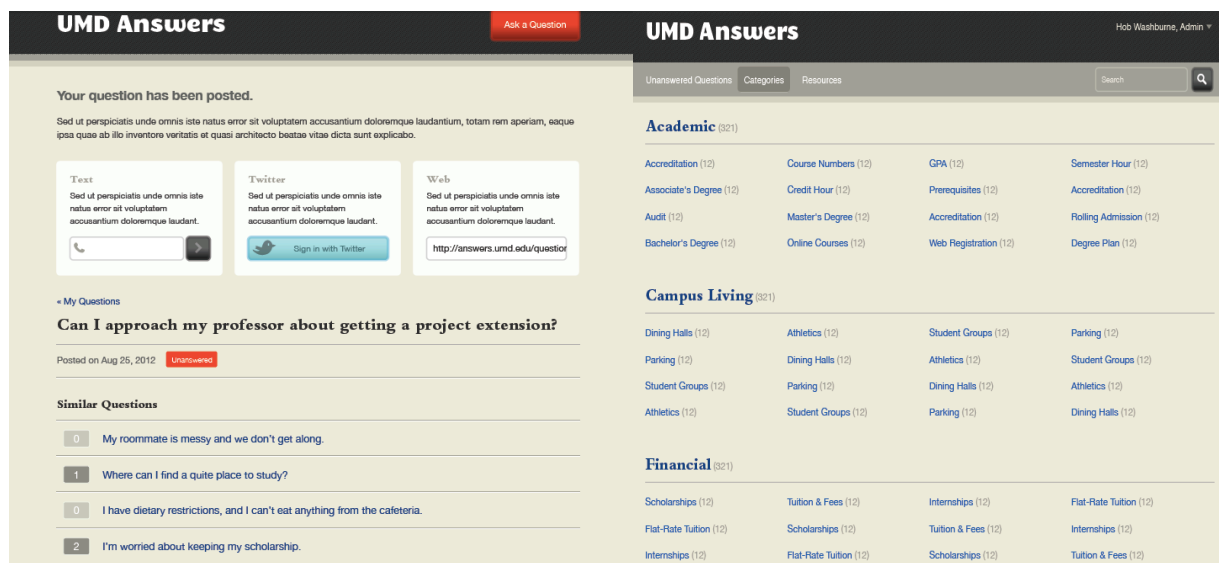 UMD Answers
Ask a Question
Your question has been posted.
Sed ut perspiciatis unde omnis iste natus error sit voluptatem accusantium doloremque laudantium, totam rem aperiam, eaque
ipsa quae ab illo inventore veritatis et quasi architecto beatae vitae dicta sunt explicabo.
Text
Sed ut perspiciatis unde omnis iste
natus error sit voluptatem
accusantium doloremque laudant.
Twitter
Sed ut perspiciatis unde omnis iste
natus error sit voluptatem
accusantium doloremque laudant.
Sign in with Twitter
Web
Sed ut perspiciatis unde omnis iste
natus error sit voluptatem
accusantium doloremque laudant.
http://answers.umd.edu/question
« My Questions
Can I approach my professor about getting a project extension?
Posted on Aug 25, 2012 Unanswered
Similar Questions
0 My roommate is messy and we don't get along.
1 Where can I find a quite place to study?
0 I have dietary restrictions, and I can't eat anything from the cafeteria.
2 I'm worried about keeping my scholarship.
UMD Answers
Hob Washburne, Admin
Unanswered Questions Categories Resources
Search
Academic (321)
Accreditation (12) Course Numbers (12) GPA (12) Semester Hour (12)
Associate's Degree (12) Credit Hour (12) Prerequisites (12) Accreditation (12)
Audit (12) Master's Degree (12) Accreditation (12) Rolling Admission (12)
Bachelor's Degree (12) Online Courses (12) Web Registration (12) Degree Plan (12)
Campus Living (321)
Dining Halls (12) Athletics (12) Student Groups (12) Parking (12)
Parking (12) Dining Halls (12) Athletics (12) Student Groups (12)
Student Groups (12) Parking (12) Dining Halls (12) Athletics (12)
Athletics (12) Student Groups (12) Parking (12) Dining Halls (12)
Financial (321)
Scholarships (12) Tuition & Fees (12) Internships (12) Flat-Rate Tuition (12)
Flat-Rate Tuition (12) Scholarships (12) Tuition & Fees (12) Internships (12)
Internships (12) Flat-Rate Tuition (12) Scholarships (12) Tuition & Fees (12)